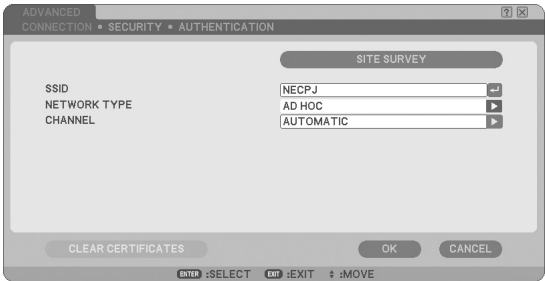 ADVANCED ? X
CONNECTION • SECURITY • AUTHENTICATION
SITE SURVEY
SSID NECPJ
NETWORK TYPE AD HOC
CHANNEL AUTOMATIC
CLEAR CERTIFICATES OK CANCEL
ENTER :SELECT EXIT :EXIT :MOVE